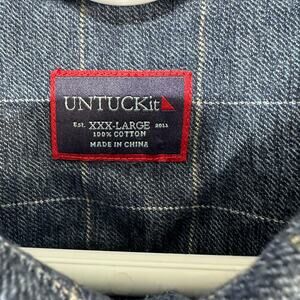 UNTUCKit
Est. XXX-LARGE 2011
100% COTTON
MADE IN CHINA